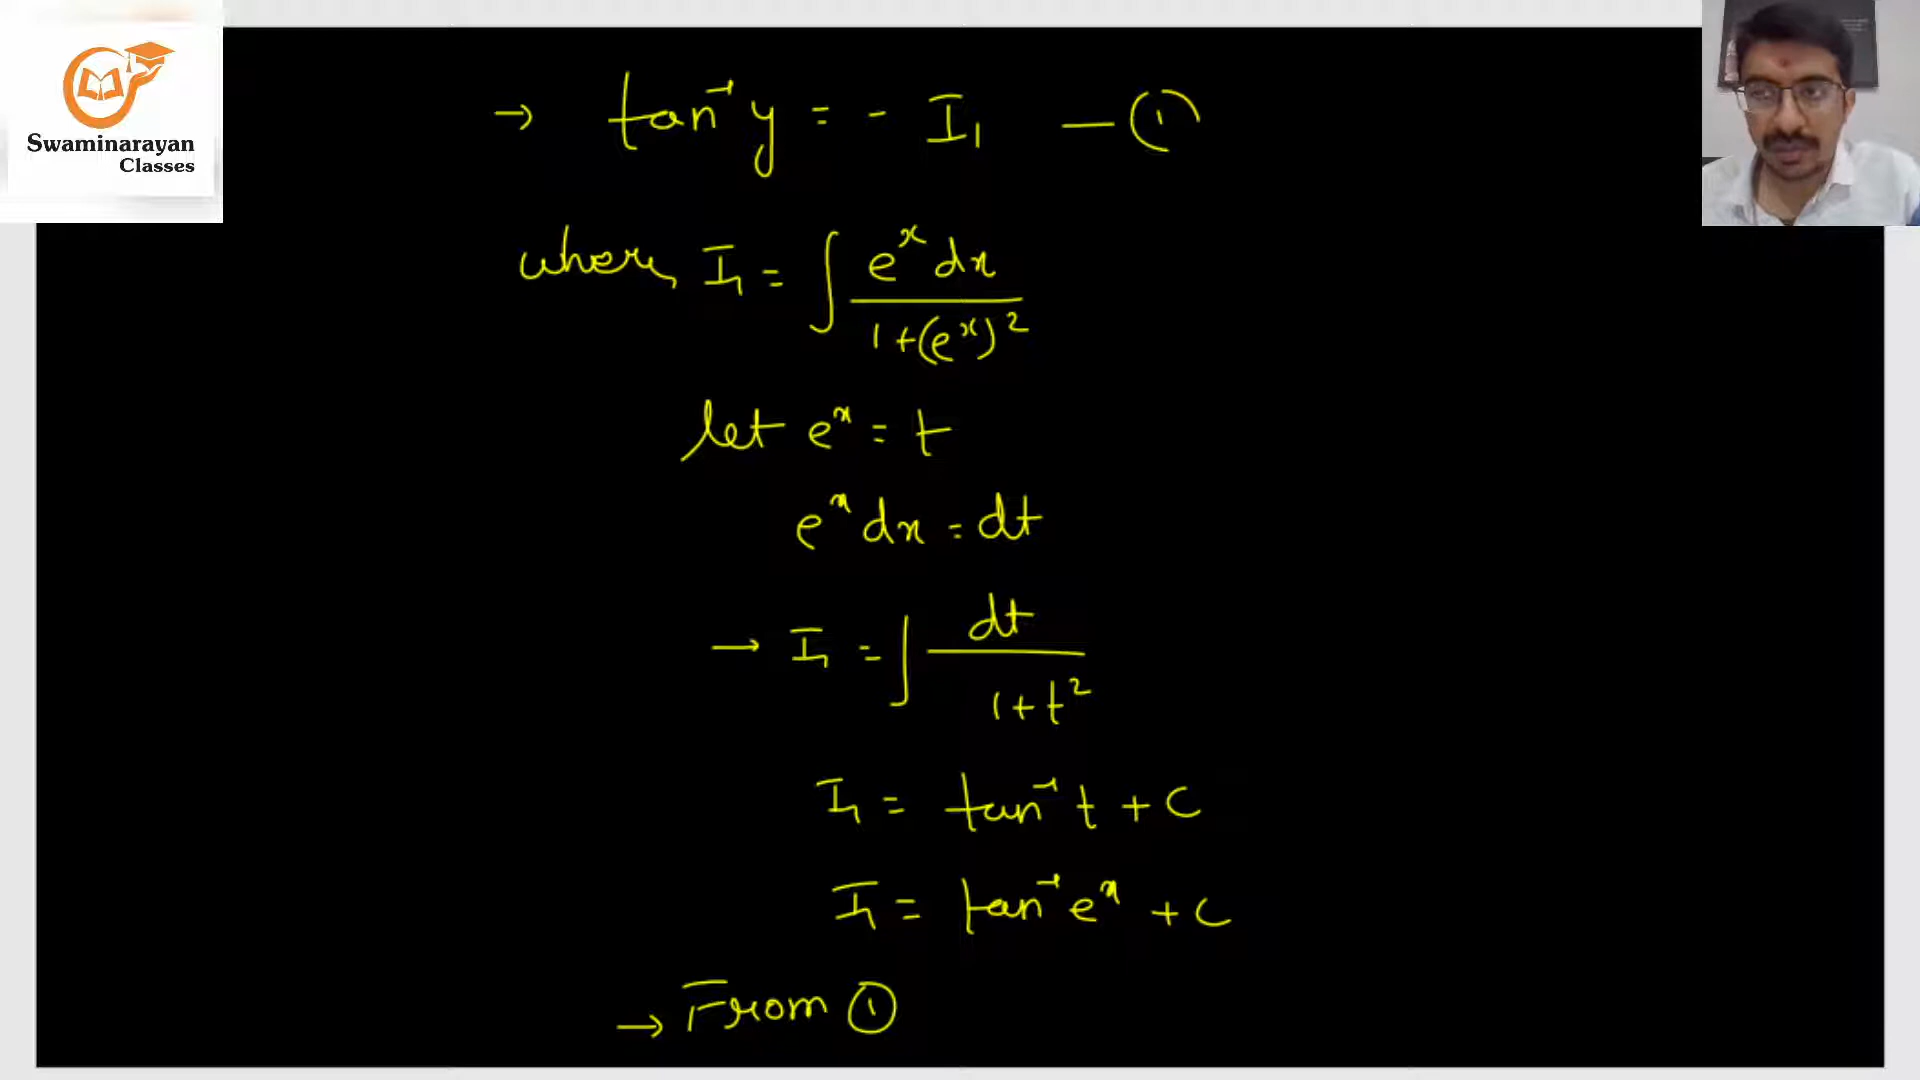 Swaminarayan
Classes
→ tan⁻¹ y = - I₁ — ①
where, I₁ = ∫ eˣ dx / 1+(eˣ)²
let eˣ = t
eˣ dx = dt
→ I₁ = ∫ dt / 1+t²
I₁ = tan⁻¹ t + c
I₁ = tan⁻¹ eˣ + c
→ From ①